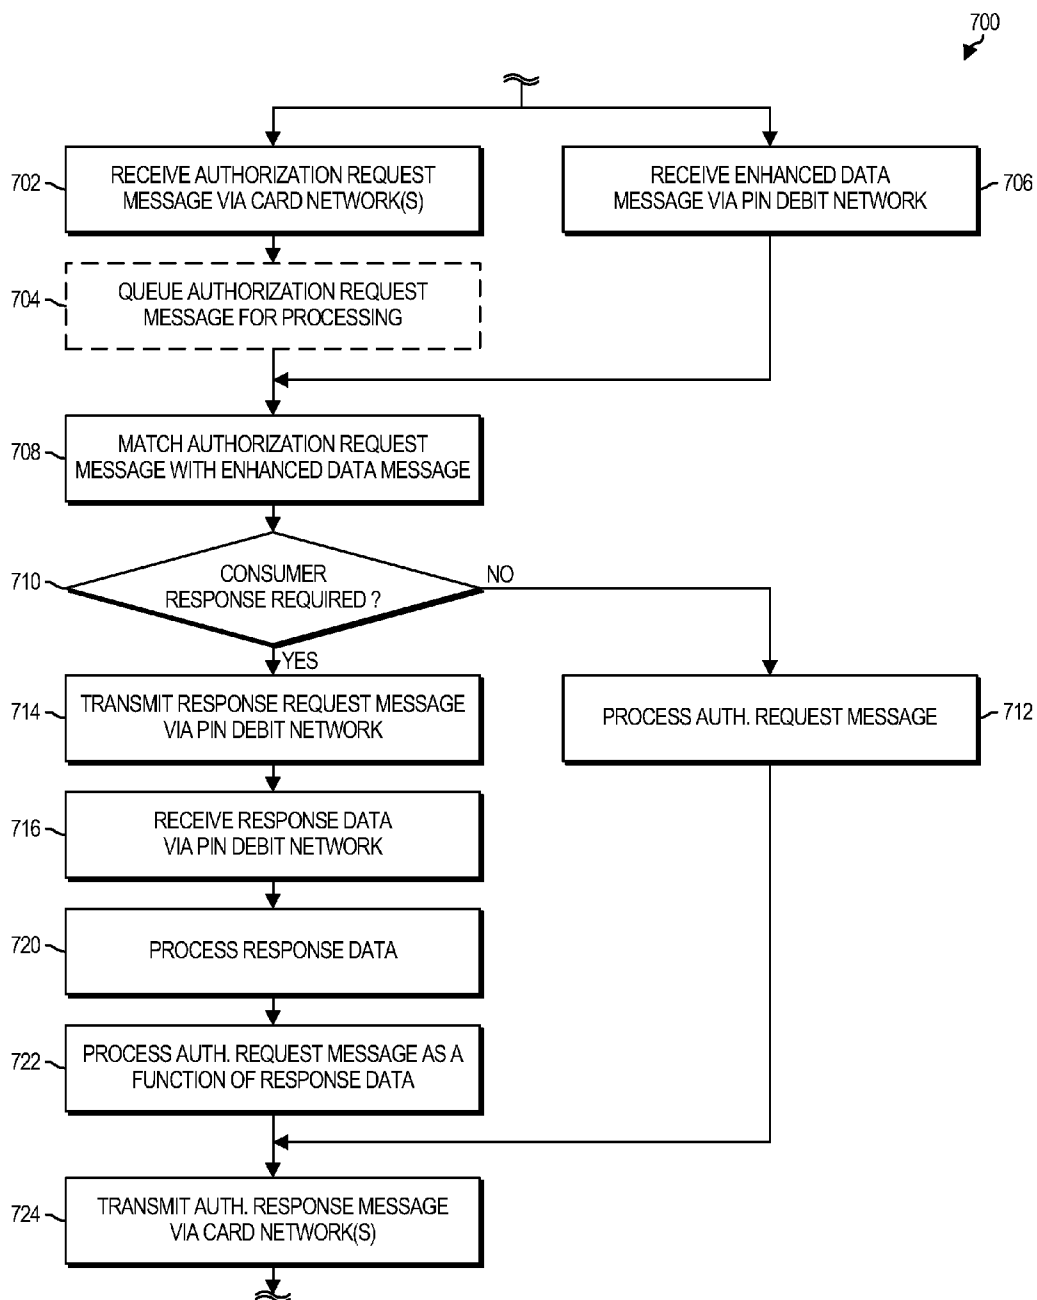 700
702
RECEIVE AUTHORIZATION REQUEST
MESSAGE VIA CARD NETWORK(S)
RECEIVE ENHANCED DATA
MESSAGE VIA PIN DEBIT NETWORK
706
704
QUEUE AUTHORIZATION REQUEST
MESSAGE FOR PROCESSING
708
MATCH AUTHORIZATION REQUEST
MESSAGE WITH ENHANCED DATA MESSAGE
710
CONSUMER
RESPONSE REQUIRED ?
NO
YES
714
TRANSMIT RESPONSE REQUEST MESSAGE
VIA PIN DEBIT NETWORK
PROCESS AUTH. REQUEST MESSAGE
712
716
RECEIVE RESPONSE DATA
VIA PIN DEBIT NETWORK
720
PROCESS RESPONSE DATA
722
PROCESS AUTH. REQUEST MESSAGE AS A
FUNCTION OF RESPONSE DATA
724
TRANSMIT AUTH. RESPONSE MESSAGE
VIA CARD NETWORK(S)